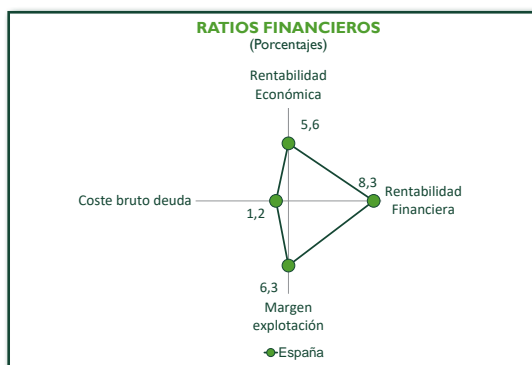 RATIOS FINANCIEROS
(Porcentajes)
Rentabilidad
Económica
5,6
8,3
Rentabilidad
Financiera
Coste bruto deuda
1,2
6,3
Margen
explotación
España